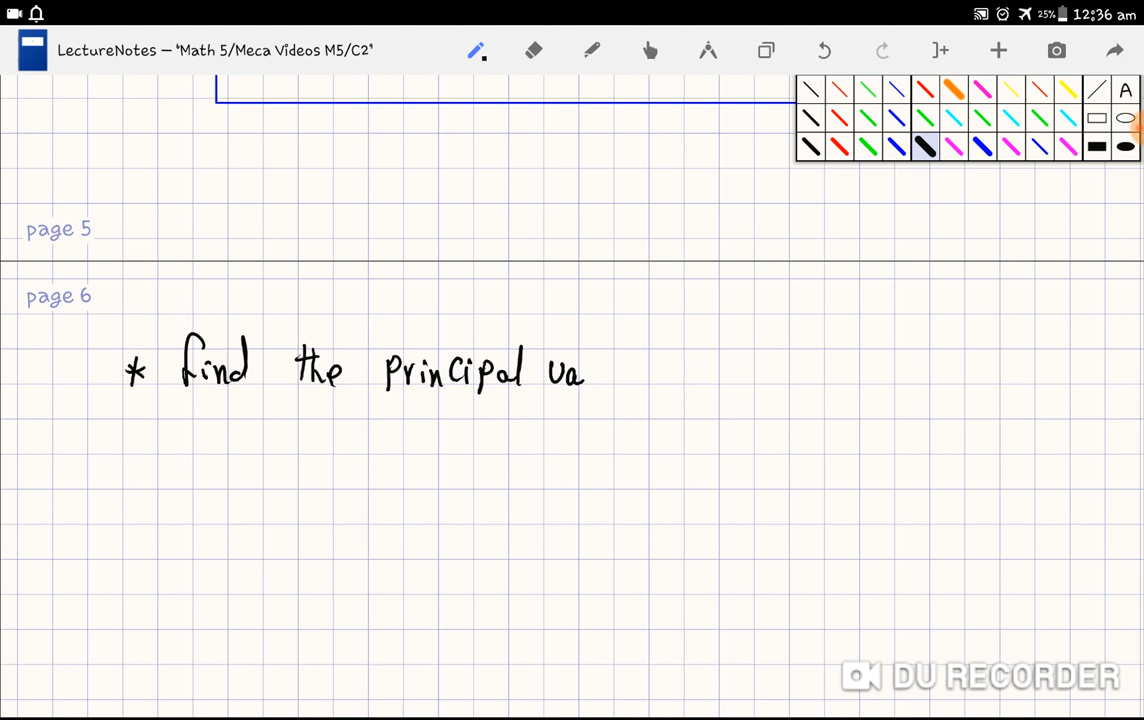 25% 12:36 am
LectureNotes – ‘Math 5/Meca Videos M5/C2’
A
page 5
page 6
* find the principal va
DU RECORDER